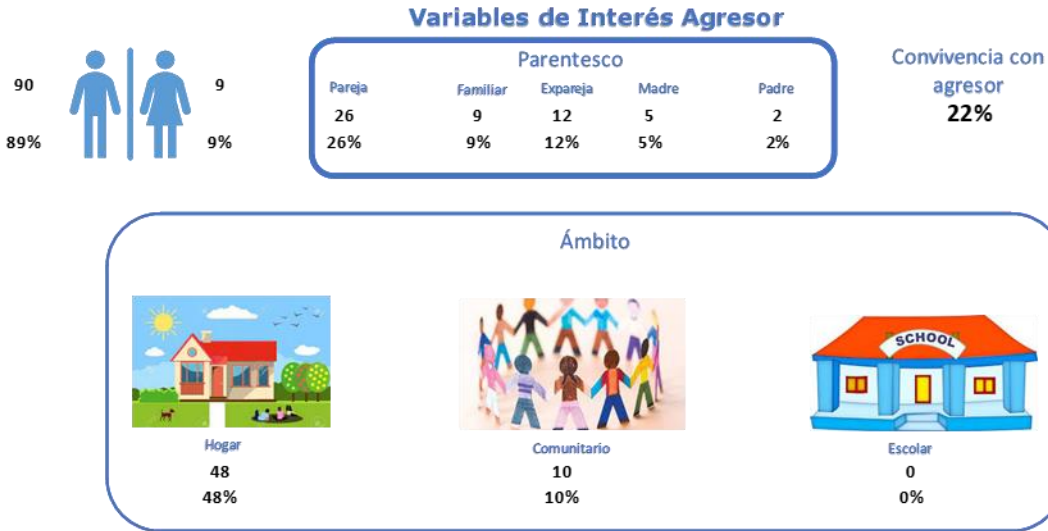 Variables de Interés Agresor
90
89%
9
9%
Parentesco
Pareja Familiar Expareja Madre Padre
26 9 12 5 2
26% 9% 12% 5% 2%
Convivencia con
agresor
22%
Ámbito
SCHOOL
Hogar Comunitario Escolar
48 10 0
48% 10% 0%